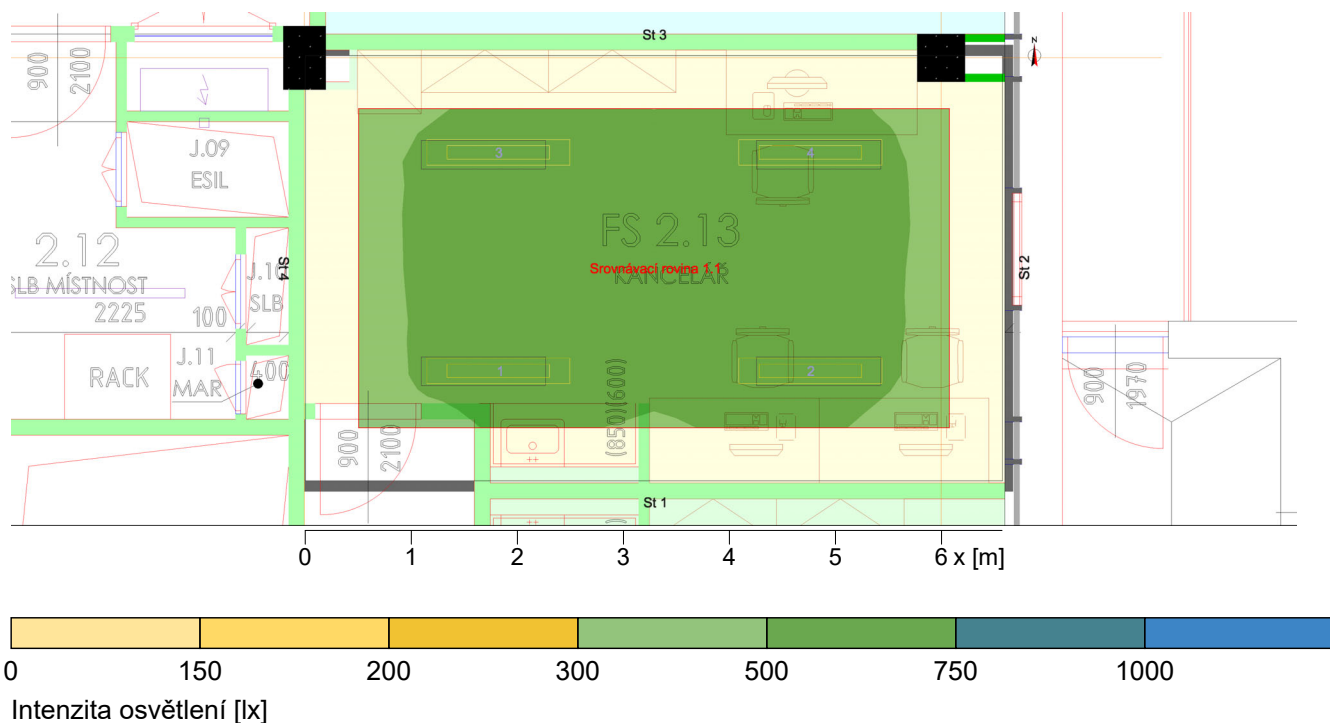 St 3
N
900
2100
J.09
ESIL
3
4
FS 2.13
Srovnávací rovina 1.1
KANCELÁŘ
2.12
SLB MÍSTNOST
2225
100
J.10
SLB
St 4
St 2
J.11
MAR
400
RACK
1
2
(850)(600)
900
2100
900
1970
St 1
0 1 2 3 4 5 6 x [m]
0 150 200 300 500 750 1000
Intenzita osvětlení [lx]